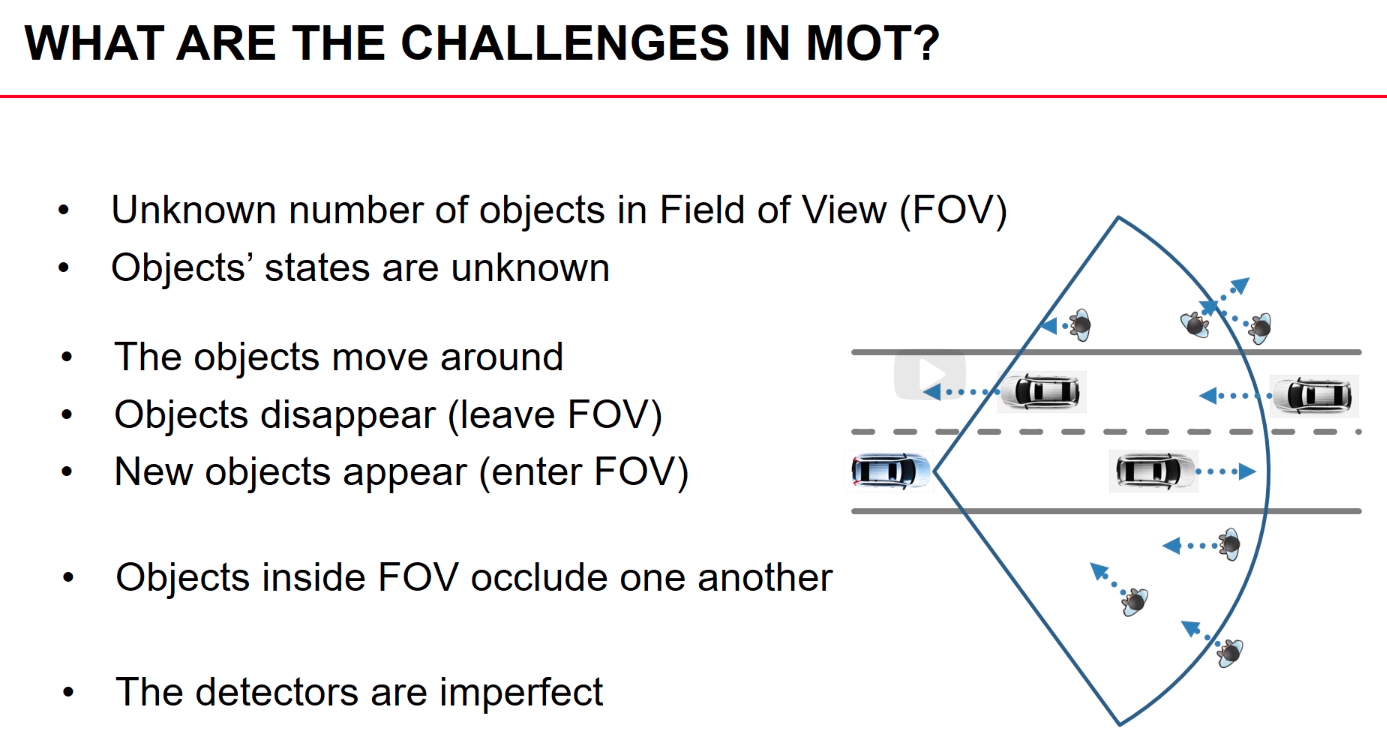 WHAT ARE THE CHALLENGES IN MOT?
• Unknown number of objects in Field of View (FOV)
• Objects’ states are unknown
• The objects move around
• Objects disappear (leave FOV)
• New objects appear (enter FOV)
• Objects inside FOV occlude one another
• The detectors are imperfect